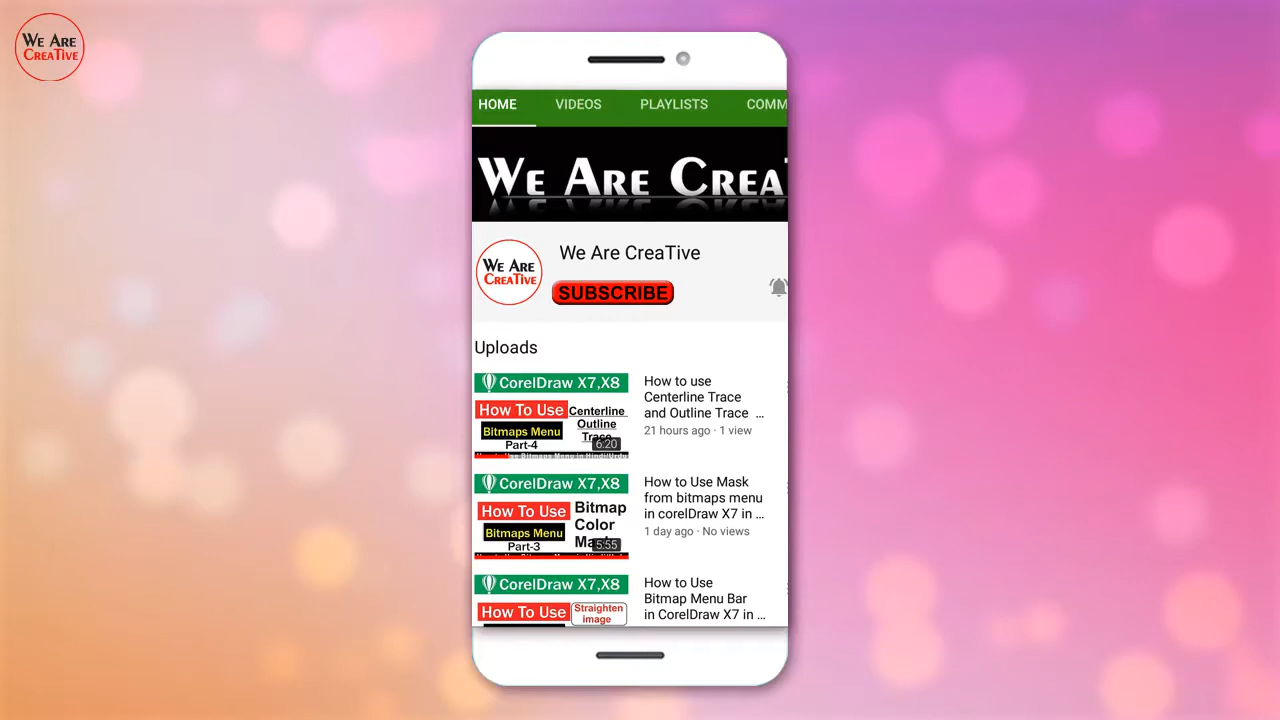 We Are
CreaTive
HOME VIDEOS PLAYLISTS COMM
We Are Crea
We Are CreaTive
We Are
CreaTive
SUBSCRIBE
Uploads
CorelDraw X7,X8
How To Use Centerline
Outline
Trace
Bitmaps Menu
Part-4
6:20
How to use
Centerline Trace
and Outline Trace ...
21 hours ago · 1 view
CorelDraw X7,X8
How To Use
Bitmap
Color
Bitmaps Menu
Part-3
5:55
How to Use Mask
from bitmaps menu
in corelDraw X7 in ...
1 day ago · No views
CorelDraw X7,X8
How To Use
Straighten
image
How to Use
Bitmap Menu Bar
in CorelDraw X7 in ...